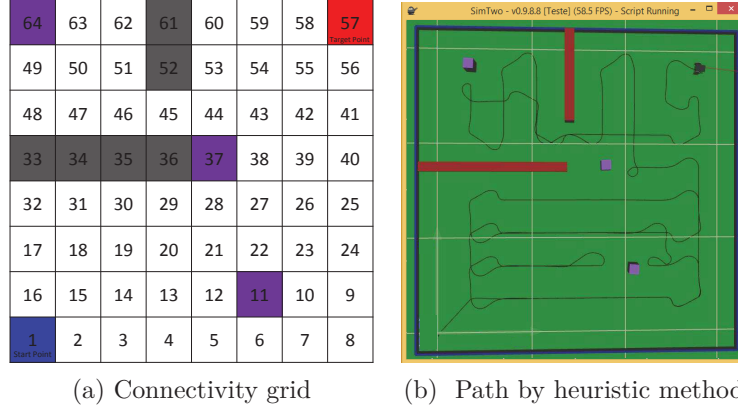 SimTwo - v0.9.8.8 [Teste] (58.5 FPS) - Script Running
64 63 62 61 60 59 58 57
Target Point
49 50 51 52 53 54 55 56
48 47 46 45 44 43 42 41
33 34 35 36 37 38 39 40
32 31 30 29 28 27 26 25
17 18 19 20 21 22 23 24
16 15 14 13 12 11 10 9
1 2 3 4 5 6 7 8
Start Point
(a) Connectivity grid
(b) Path by heuristic method